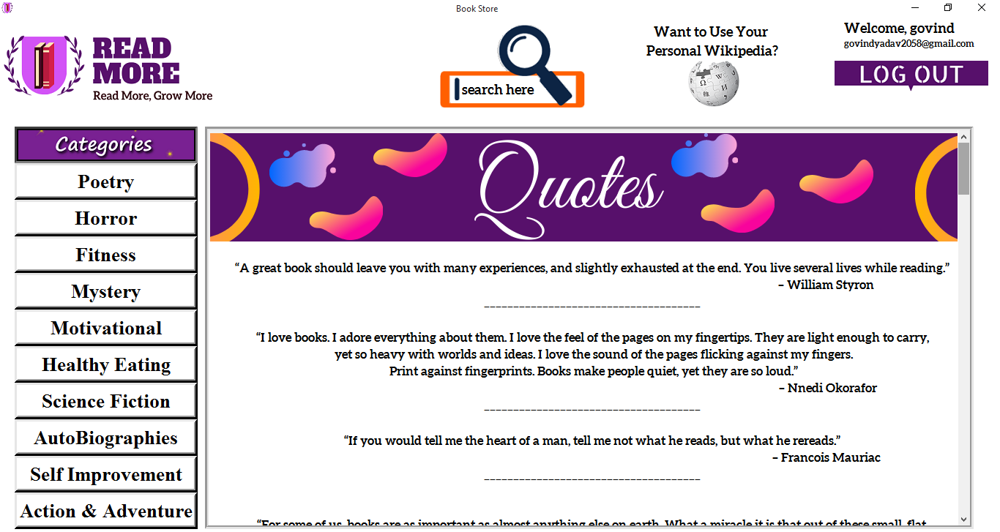 Book Store
READ
MORE
Read More, Grow More
search here
Want to Use Your
Personal Wikipedia?
Welcome, govind
govindyadav2058@gmail.com
LOG OUT
Categories
Poetry
Horror
Fitness
Mystery
Motivational
Healthy Eating
Science Fiction
AutoBiographies
Self Improvement
Action & Adventure
Quotes
“A great book should leave you with many experiences, and slightly exhausted at the end. You live several lives while reading.”
– William Styron
_____________________________________
“I love books. I adore everything about them. I love the feel of the pages on my fingertips. They are light enough to carry,
yet so heavy with worlds and ideas. I love the sound of the pages flicking against my fingers.
Print against fingerprints. Books make people quiet, yet they are so loud.”
– Nnedi Okorafor
_____________________________________
“If you would tell me the heart of a man, tell me not what he reads, but what he rereads.”
– Francois Mauriac
_____________________________________
“For some of us, books are as important as almost anything else on earth. What a miracle it is that out of these small, flat,